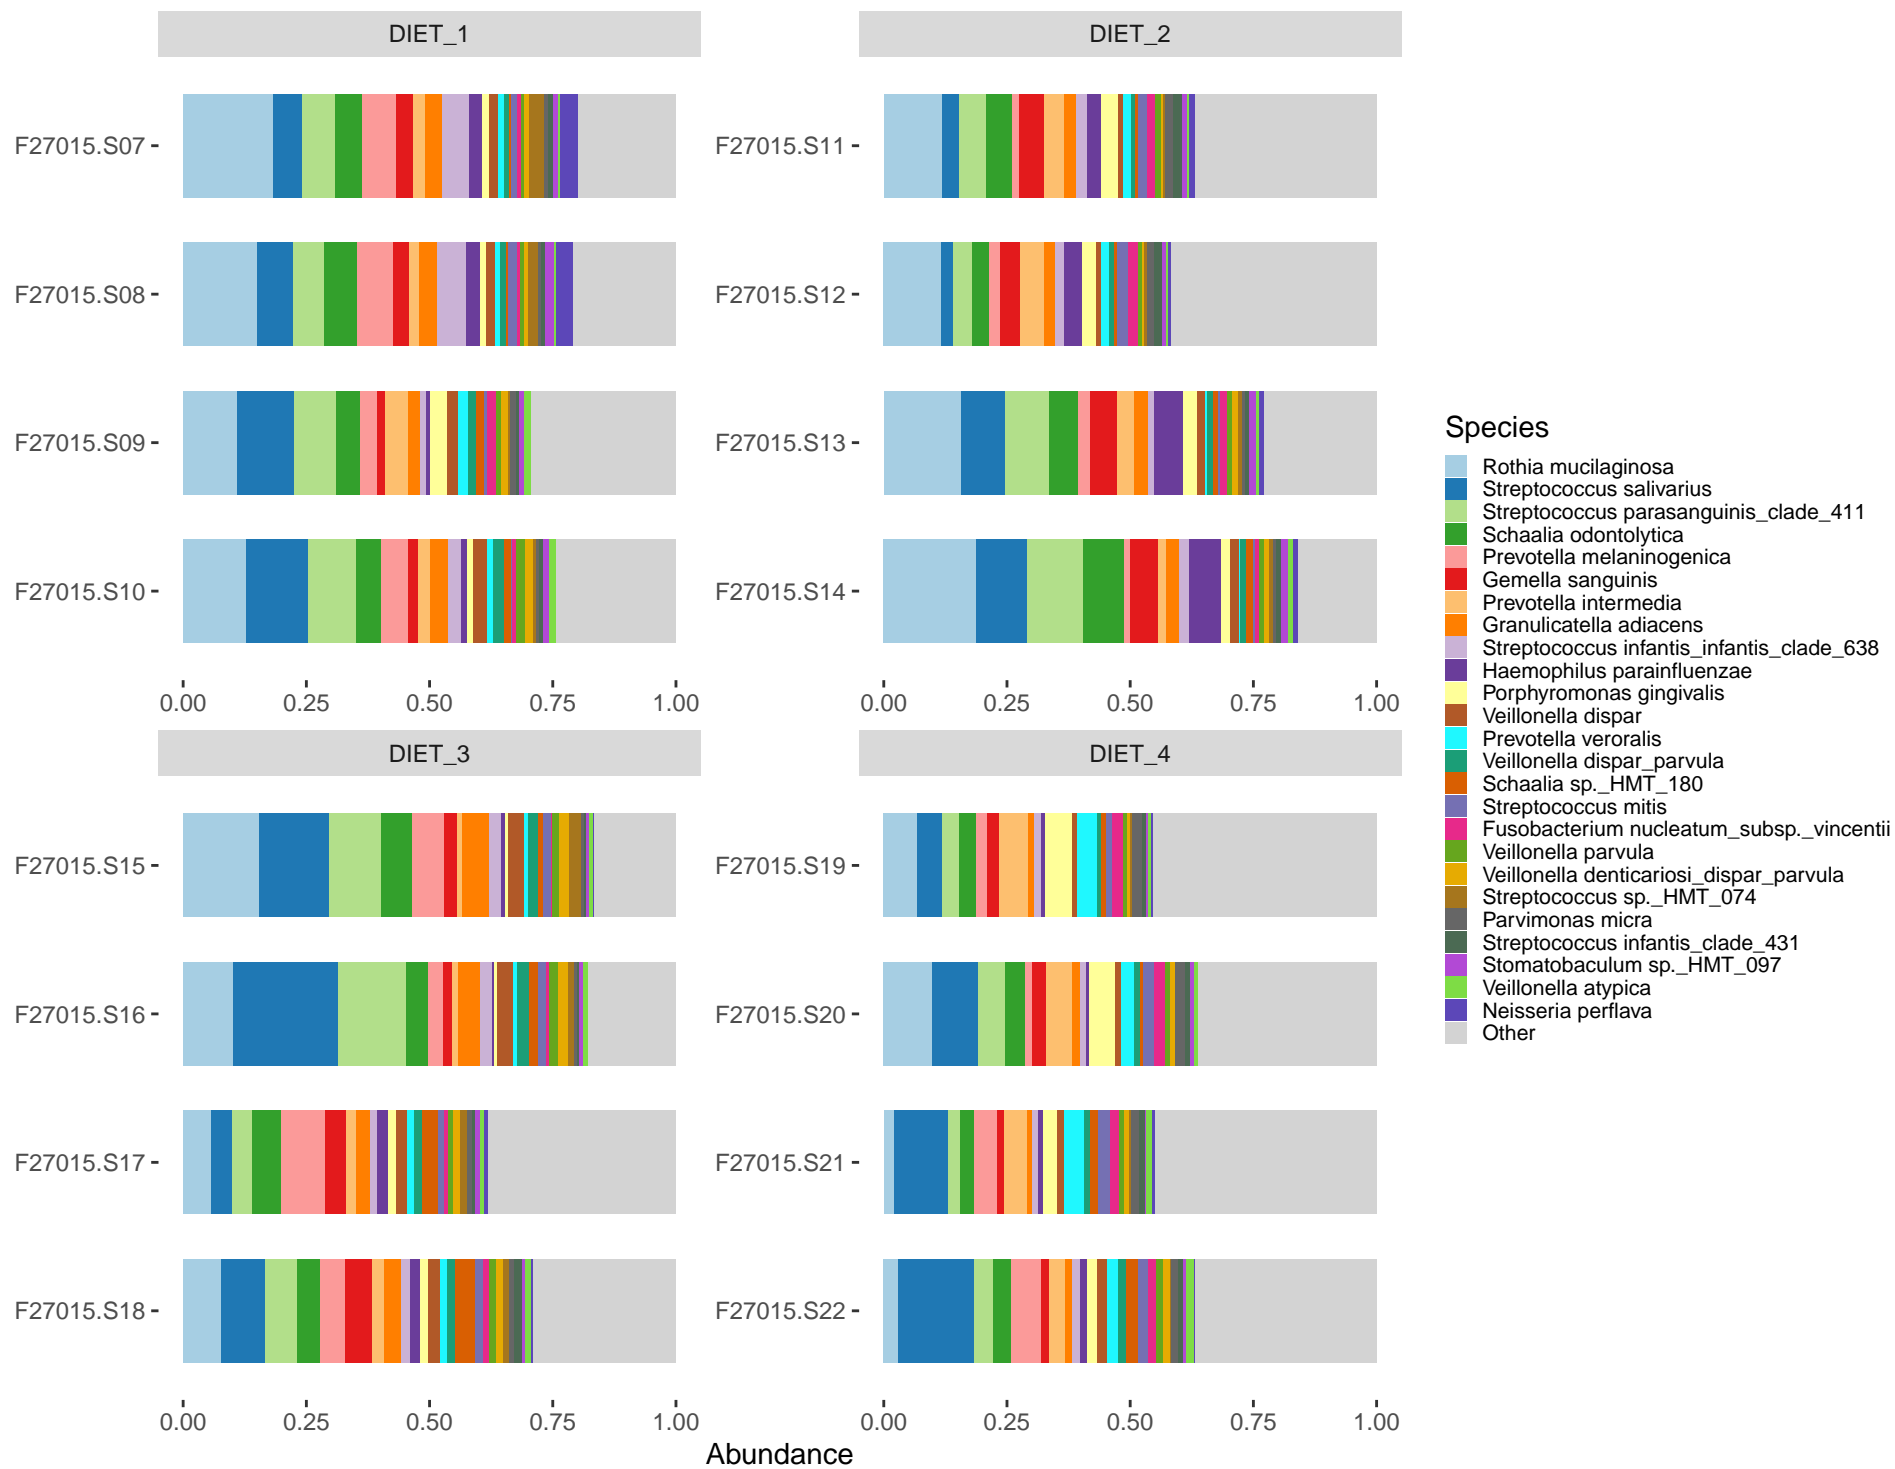 DIET_1
DIET_2
F27015.S07
F27015.S08
F27015.S09
F27015.S10
F27015.S11
F27015.S12
F27015.S13
F27015.S14
0.00 0.25 0.50 0.75 1.00
0.00 0.25 0.50 0.75 1.00
DIET_3
DIET_4
F27015.S15
F27015.S16
F27015.S17
F27015.S18
F27015.S19
F27015.S20
F27015.S21
F27015.S22
0.00 0.25 0.50 0.75 1.00
0.00 0.25 0.50 0.75 1.00
Abundance
Species
Rothia mucilaginosa
Streptococcus salivarius
Streptococcus parasanguinis_clade_411
Schaalia odontolytica
Prevotella melaninogenica
Gemella sanguinis
Prevotella intermedia
Granulicatella adiacens
Streptococcus infantis_infantis_clade_638
Haemophilus parainfluenzae
Porphyromonas gingivalis
Veillonella dispar
Prevotella veroralis
Veillonella dispar_parvula
Schaalia sp._HMT_180
Streptococcus mitis
Fusobacterium nucleatum_subsp._vincentii
Veillonella parvula
Veillonella denticariosi_dispar_parvula
Streptococcus sp._HMT_074
Parvimonas micra
Streptococcus infantis_clade_431
Stomatobaculum sp._HMT_097
Veillonella atypica
Neisseria perflava
Other